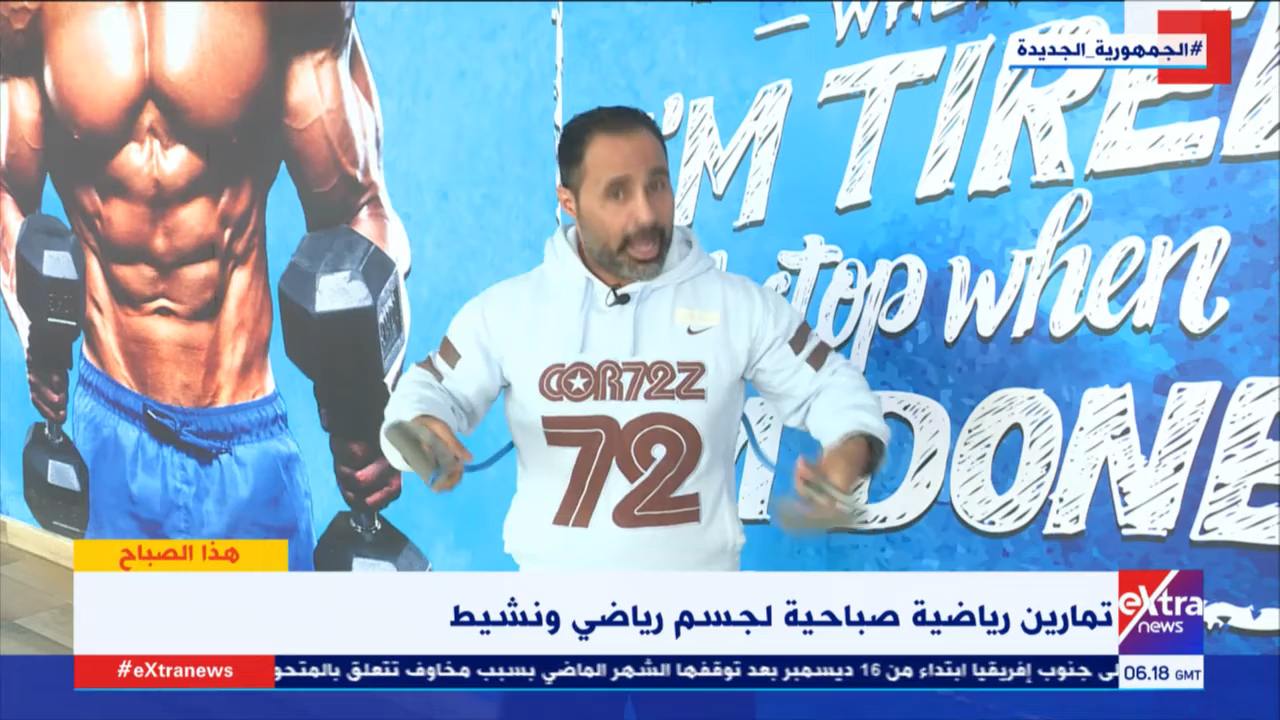 WHEN
#الجمهورية_الجديدة
I'M TIRED
stop when
I'M DONE
COR72Z
72
هذا الصباح
تمارين رياضية صباحية لجسم رياضي ونشيط
eXtra
news
#eXtranews
جنوب إفريقيا ابتداء من 16 ديسمبر بعد توقفها الشهر الماضي بسبب مخاوف تتعلق
06.18 GMT